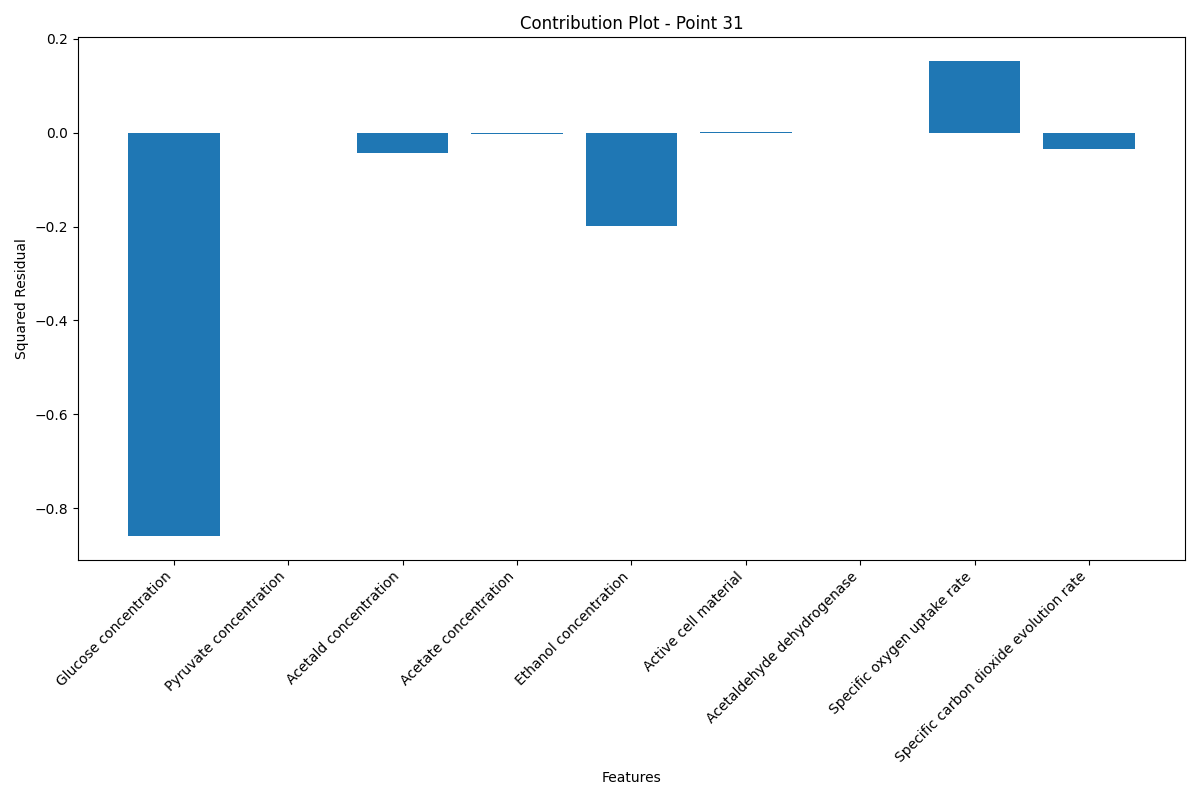 Contribution Plot - Point 31
Squared Residual
0.2
0.0
−0.2
−0.4
−0.6
−0.8
Glucose concentration
Pyruvate concentration
Acetald concentration
Acetate concentration
Ethanol concentration
Active cell material
Acetaldehyde dehydrogenase
Specific oxygen uptake rate
Specific carbon dioxide evolution rate
Features